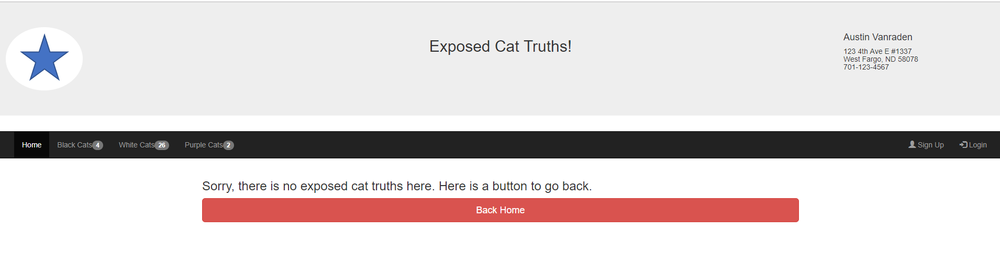 Exposed Cat Truths!
Austin Vanraden
123 4th Ave E #1337
West Fargo, ND 58078
701-123-4567
Home Black Cats 4 White Cats 26 Purple Cats 2 Sign Up Login
Sorry, there is no exposed cat truths here. Here is a button to go back.
Back Home